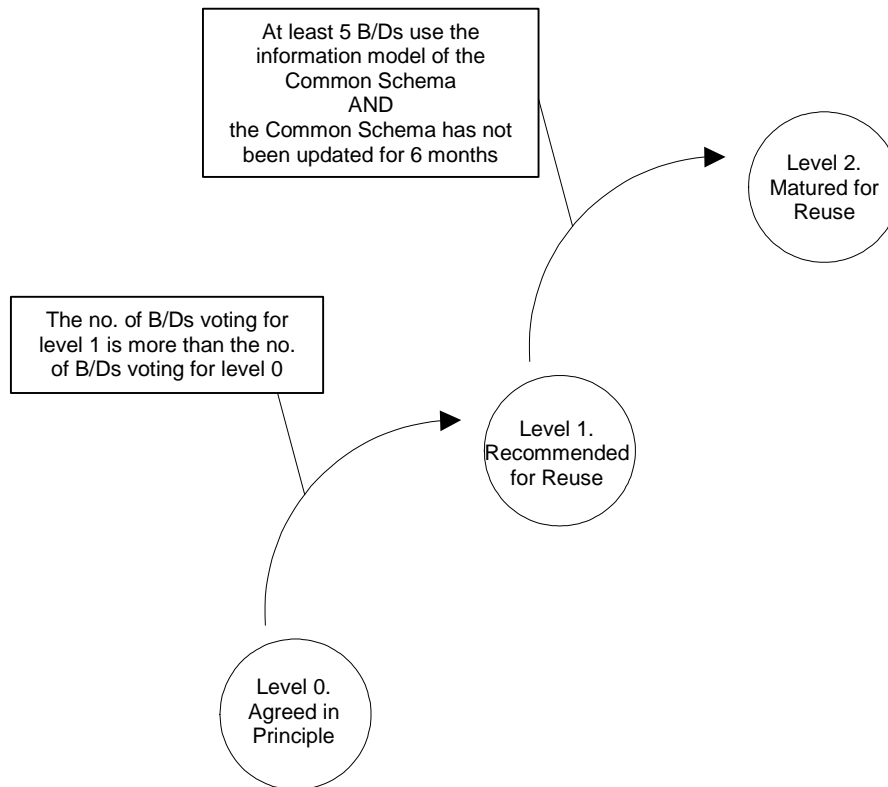 At least 5 B/Ds use the
information model of the
Common Schema
AND
the Common Schema has not
been updated for 6 months
Level 2.
Matured for
Reuse
The no. of B/Ds voting for
level 1 is more than the no.
of B/Ds voting for level 0
Level 1.
Recommended
for Reuse
Level 0.
Agreed in
Principle